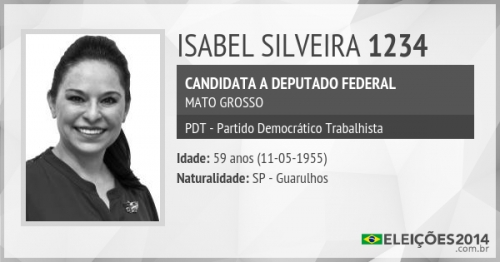 ISABEL SILVEIRA 1234
CANDIDATA A DEPUTADO FEDERAL
MATO GROSSO
PDT - Partido Democrático Trabalhista
Idade: 59 anos (11-05-1955)
Naturalidade: SP - Guarulhos
ELEIÇÕES2014
.com.br